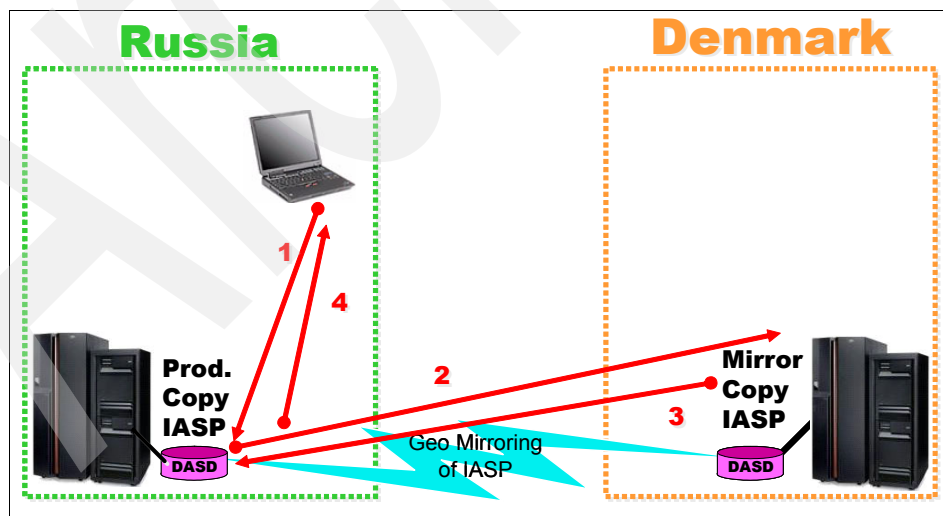 Russia
Denmark
1
4
Prod.
Copy
IASP
DASD
2
3
Geo Mirroring
of IASP
Mirror
Copy
IASP
DASD